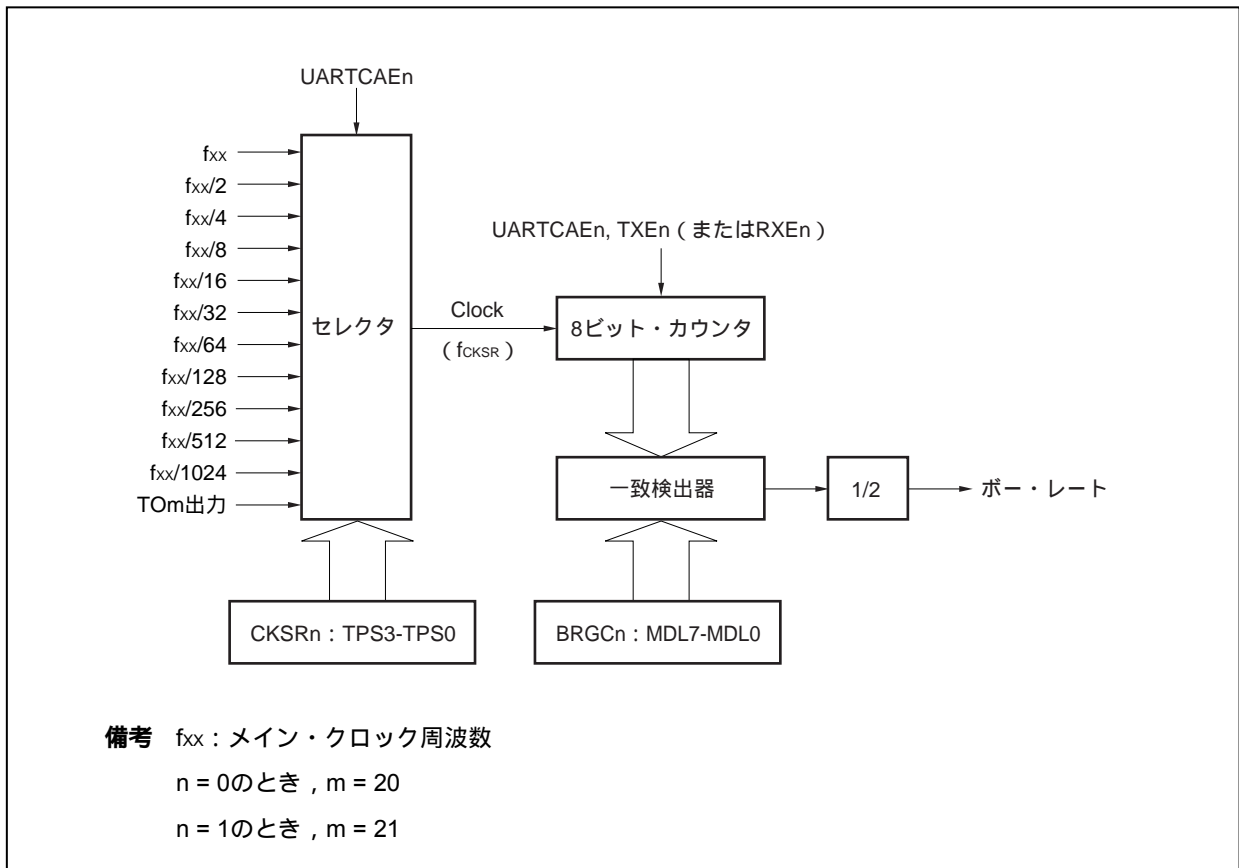 UARTCAEn
fxx
fxx/2
fxx/4
fxx/8
fxx/16
fxx/32
fxx/64
fxx/128
fxx/256
fxx/512
fxx/1024
TOm出力
セレクタ
Clock
（fCKSR）
UARTCAEn, TXEn（またはRXEn）
8ビット・カウンタ
一致検出器
1/2
ボー・レート
CKSRn：TPS3-TPS0
BRGCn：MDL7-MDL0
備考 fxx：メイン・クロック周波数
n = 0のとき，m = 20
n = 1のとき，m = 21